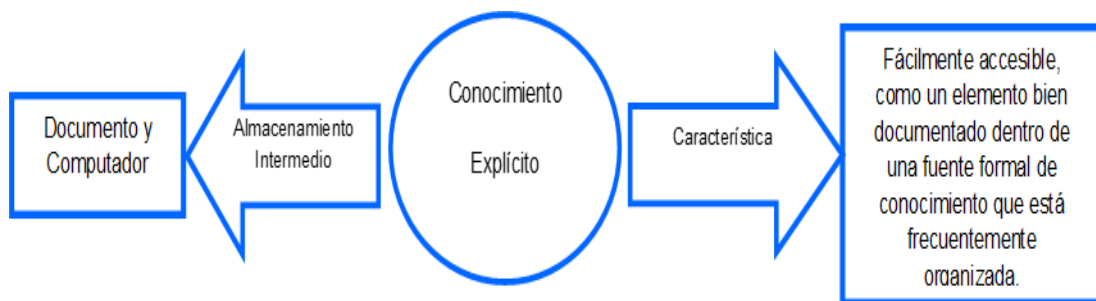 Documento y
Computador
Almacenamiento
Intermedio
Conocimiento
Explícito
Característica
Fácilmente accesible,
como un elemento bien
documentado dentro de
una fuente formal de
conocimiento que está
frecuentemente
organizada.